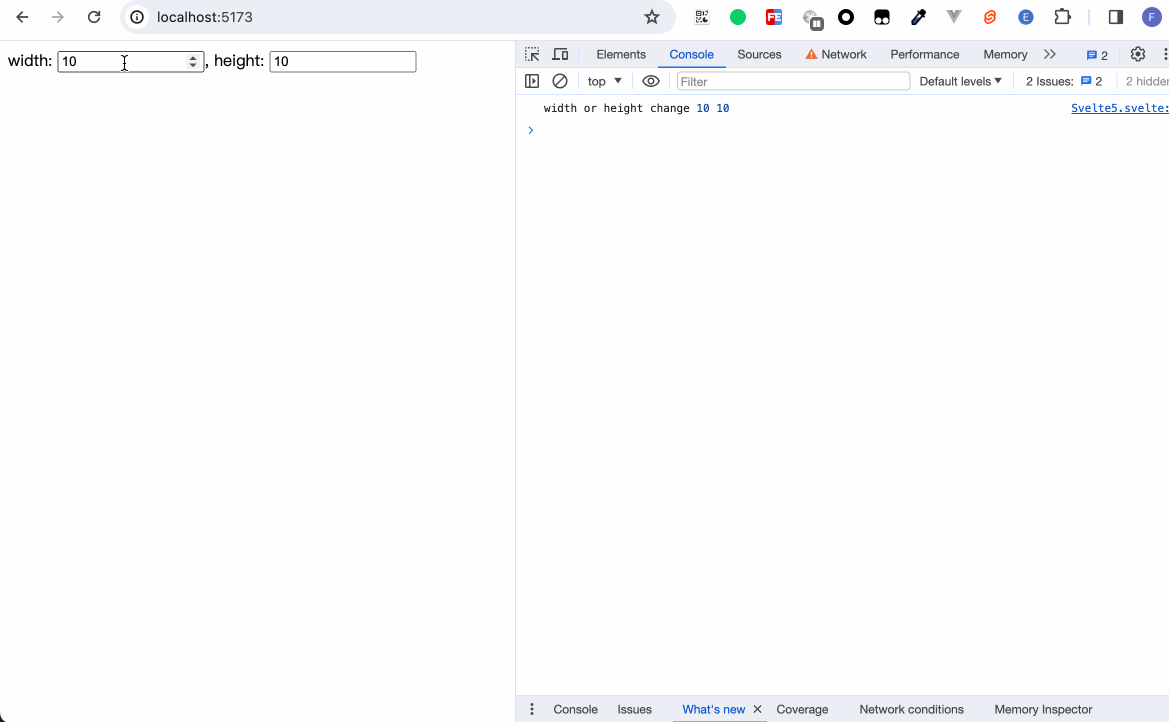 localhost:5173
FE
E
F
width: 10 , height: 10
Elements Console Sources Network Performance Memory 2
top Filter Default levels 2 Issues: 2 2 hidden
width or height change 10 10 Svelte5.svelte:
Console Issues What's new Coverage Network conditions Memory Inspector